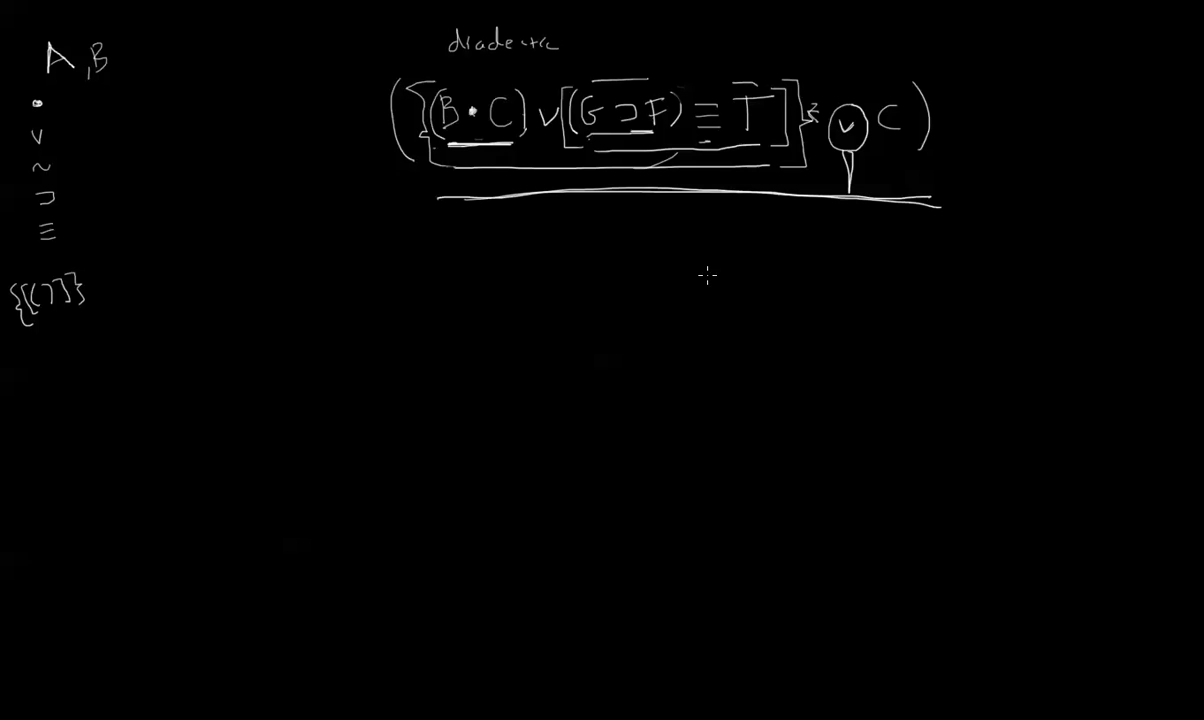 A, B
•
v
~
⊃
≡
{[( )]}
({(B • C) v [(G ⊃ F) ≡ T]} v C)